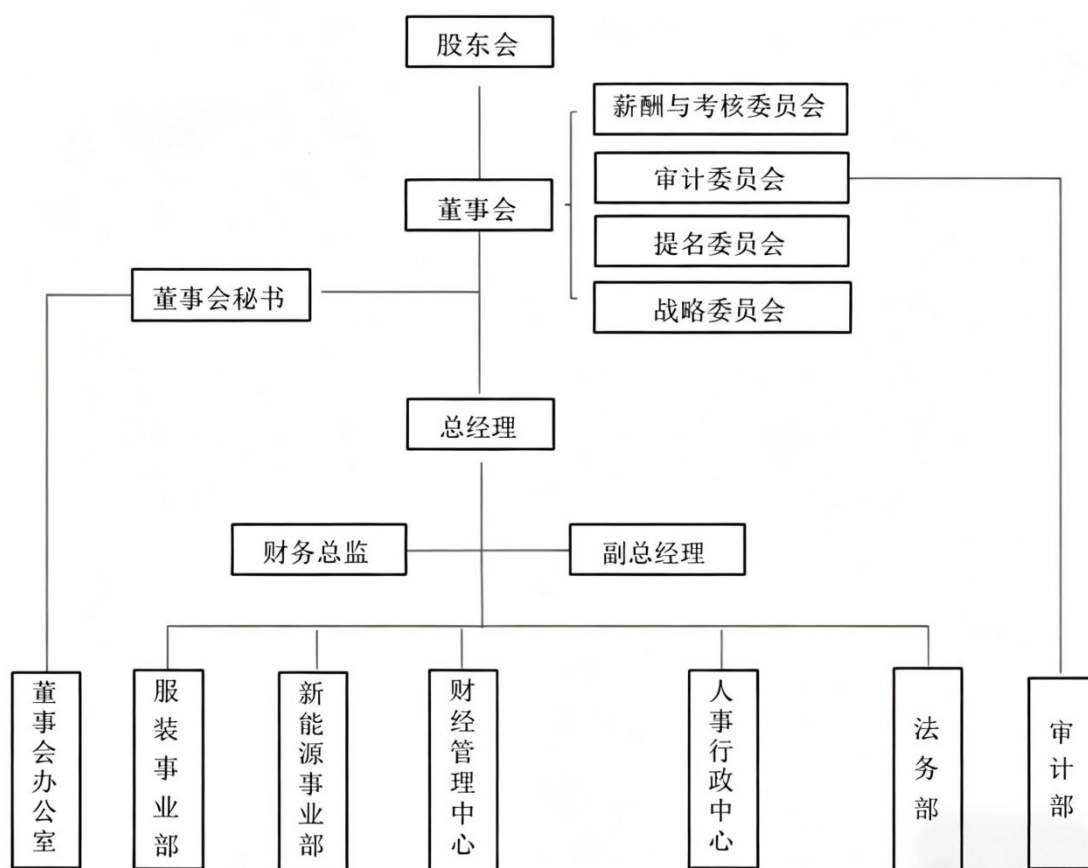 股东会
薪酬与考核委员会
审计委员会
董事会
提名委员会
董事会秘书
战略委员会
总经理
财务总监
副总经理
董事会办公室
服装事业部
新能源事业部
财经管理中心
人事行政中心
法务部
审计部